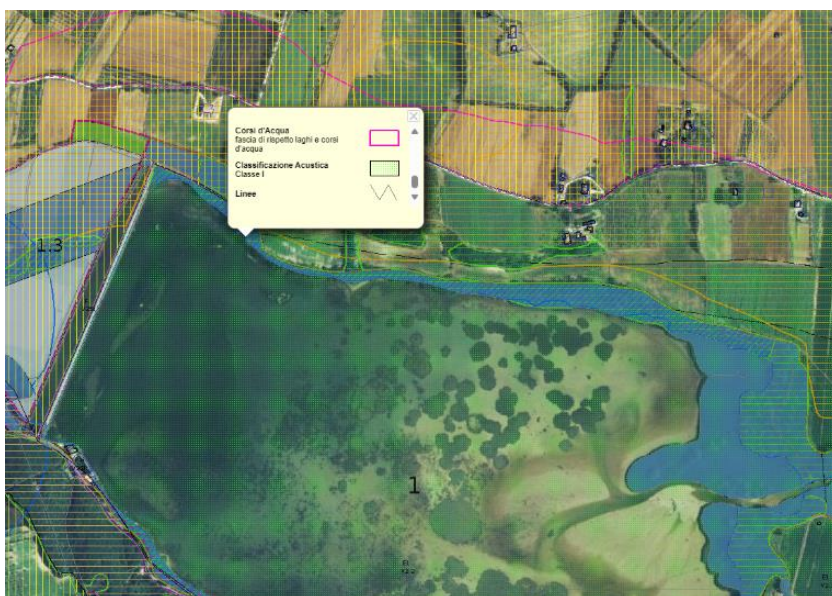 Corsi d'Acqua
fascia di rispetto laghi e corsi
d'acqua
Classificazione Acustica
Classe I
Linee
1.3
1